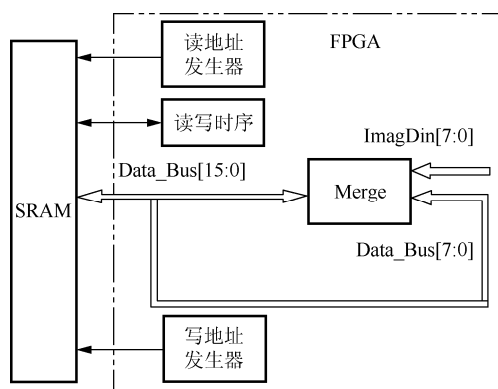 读地址
发生器
FPGA
读写时序
ImagDin[7:0]
Data_Bus[15:0]
SRAM
Merge
Data_Bus[7:0]
写地址
发生器